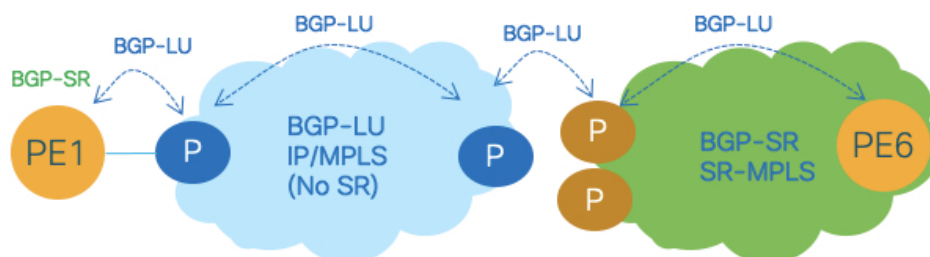 BGP-LU
BGP-LU
BGP-LU
BGP-LU
BGP-SR
PE1
P
BGP-LU
IP/MPLS
(No SR)
P
P
P
BGP-SR
SR-MPLS
PE6